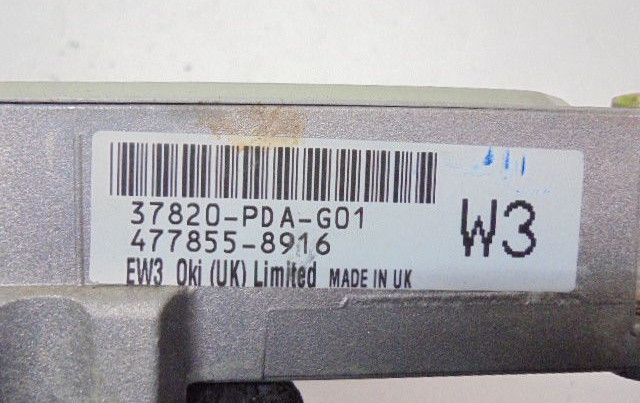 37820-PDA-G01
477855-8916
W3
EW3 Oki (UK) Limited MADE IN UK